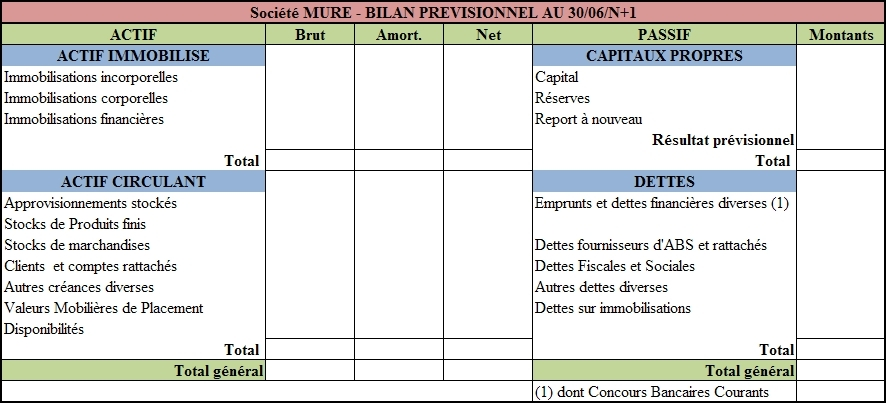 Société MURE - BILAN PREVISIONNEL AU 30/06/N+1
ACTIF Brut Amort. Net PASSIF Montants
ACTIF IMMOBILISE CAPITAUX PROPRES
Immobilisations incorporelles Capital
Immobilisations corporelles Réserves
Immobilisations financières Report à nouveau
Résultat prévisionnel
Total Total
ACTIF CIRCULANT DETTES
Approvisionnements stockés Emprunts et dettes financières diverses (1)
Stocks de Produits finis
Stocks de marchandises Dettes fournisseurs d'ABS et rattachés
Clients et comptes rattachés Dettes Fiscales et Sociales
Autres créances diverses Autres dettes diverses
Valeurs Mobilières de Placement Dettes sur immobilisations
Disponibilités
Total Total
Total général Total général
(1) dont Concours Bancaires Courants